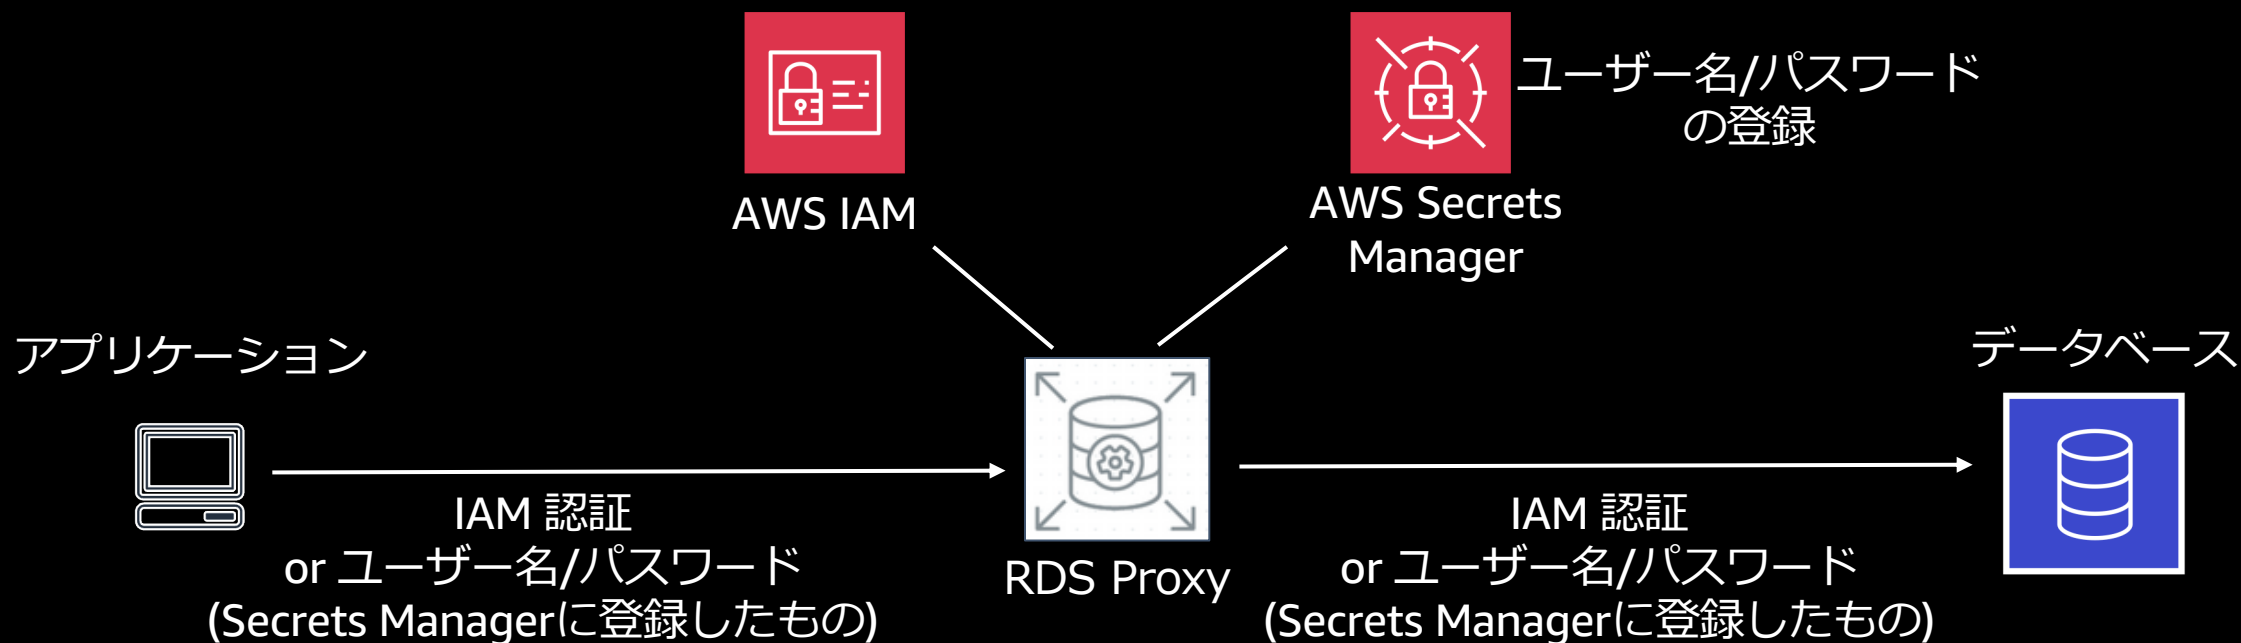 ユーザー名/パスワード
の登録
AWS IAM
AWS Secrets
Manager
アプリケーション
データベース
IAM 認証
or ユーザー名/パスワード
(Secrets Managerに登録したもの)
RDS Proxy
IAM 認証
or ユーザー名/パスワード
(Secrets Managerに登録したもの)